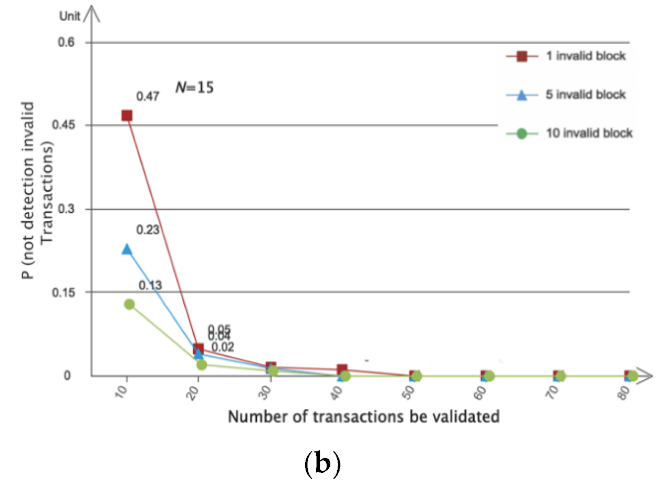 Unit
0.6
1 invalid block
0.47
N=15
5 invalid block
10 invalid block
0.45
P (not detection invalid
Transactions)
0.3
0.23
0.13
0.15
0.05
0.04
0.02
0
10
20
30
40
50
60
70
80
Number of transactions be validated
(b)